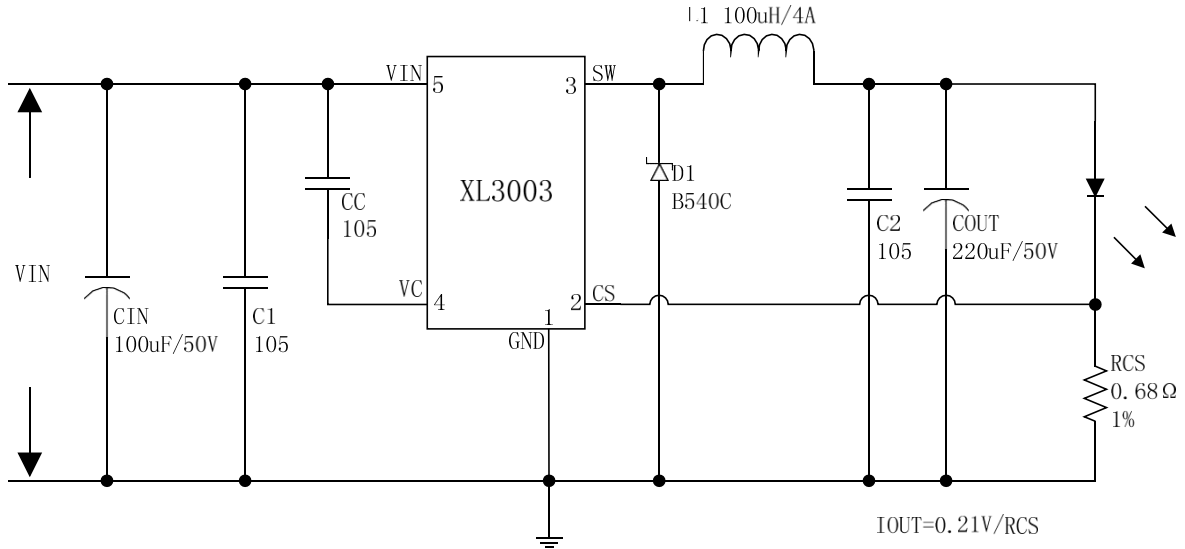 L1 100uH/4A
VIN
5
3
SW
XL3003
CC
105
D1
B540C
C2
105
COUT
220uF/50V
VIN
VC
4
2
CS
1
GND
CIN
100uF/50V
C1
105
RCS
0.68Ω
1%
IOUT=0.21V/RCS